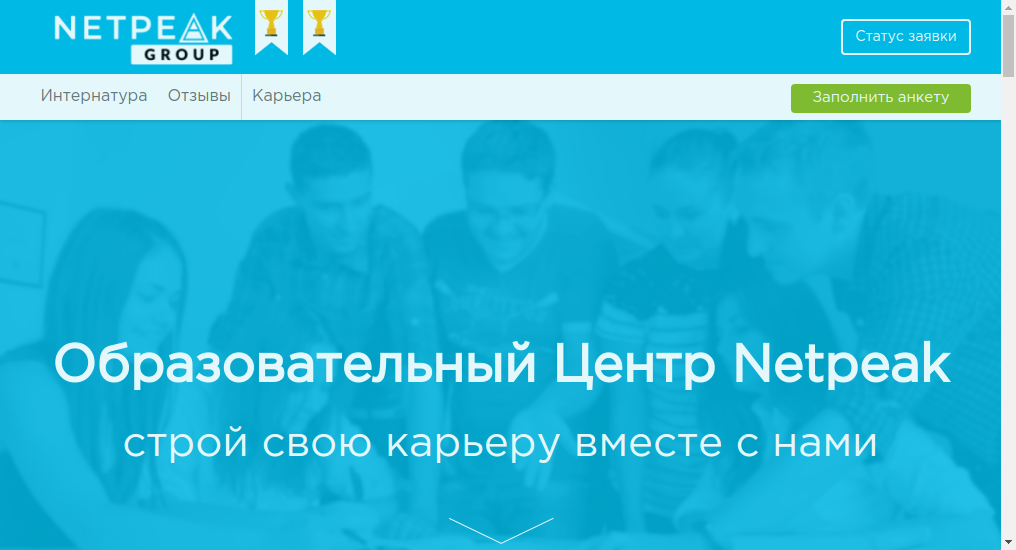 NETPEAK
GROUP
Статус заявки
Интернатура Отзывы Карьера
Заполнить анкету
Образовательный Центр Netpeak
строй свою карьеру вместе с нами